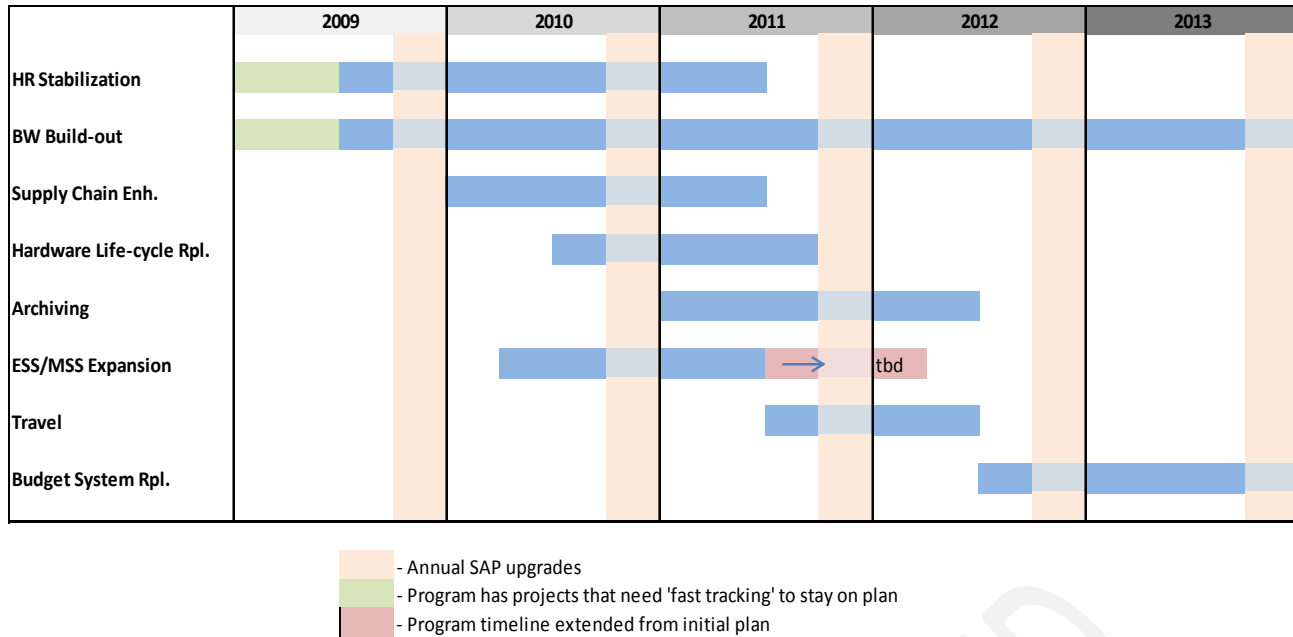 2009 2010 2011 2012 2013
HR Stabilization
BW Build-out
Supply Chain Enh.
Hardware Life-cycle Rpl.
Archiving
ESS/MSS Expansion tbd
Travel
Budget System Rpl.
- Annual SAP upgrades
- Program has projects that need 'fast tracking' to stay on plan
- Program timeline extended from initial plan